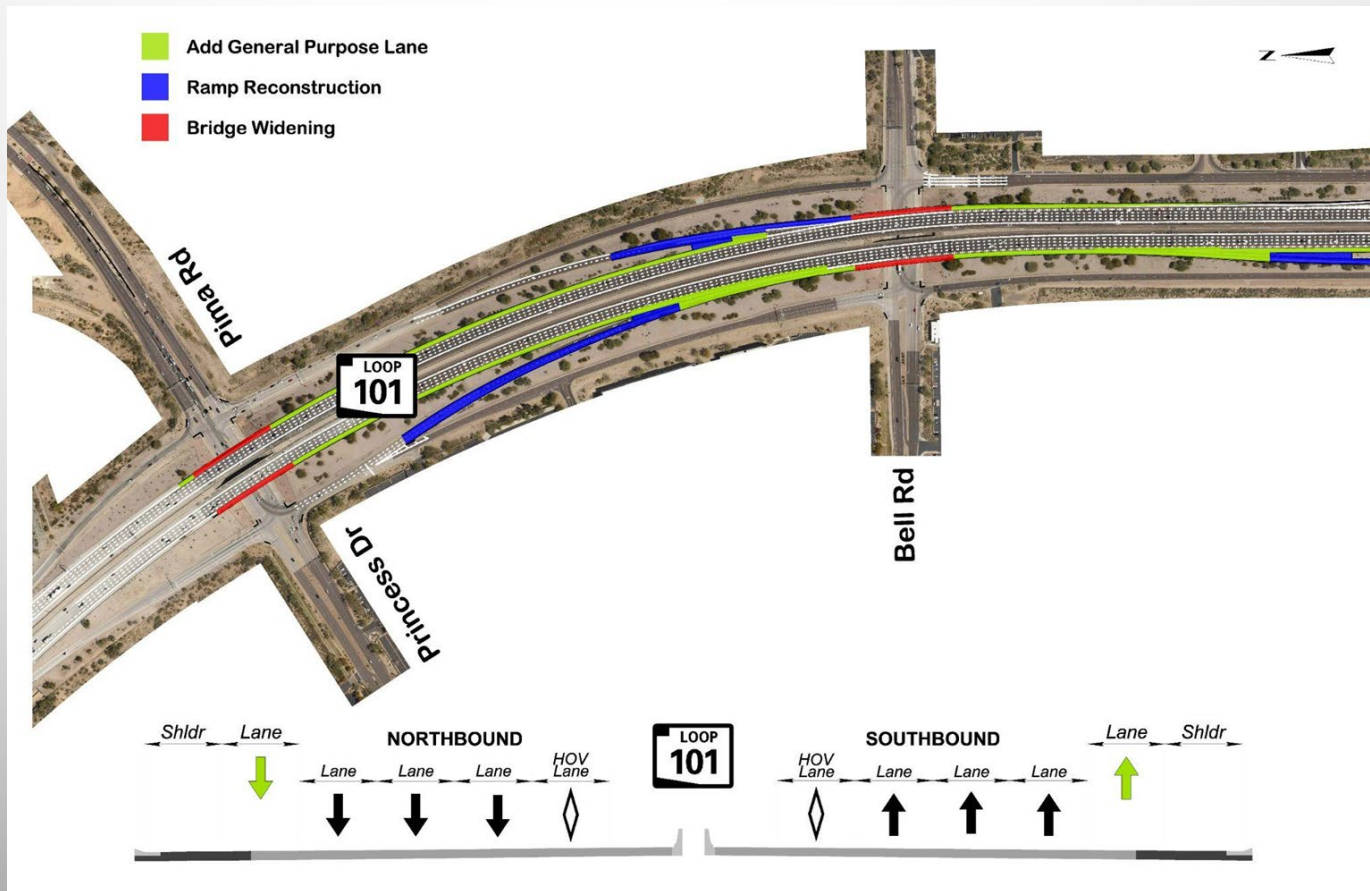 Add General Purpose Lane
Ramp Reconstruction
Bridge Widening
N
Pima Rd
LOOP
101
Bell Rd
Princess Dr
Shldr
Lane
NORTHBOUND
Lane
Lane
Lane
HOV
Lane
LOOP
101
SOUTHBOUND
HOV
Lane
Lane
Lane
Lane
Lane
Shldr